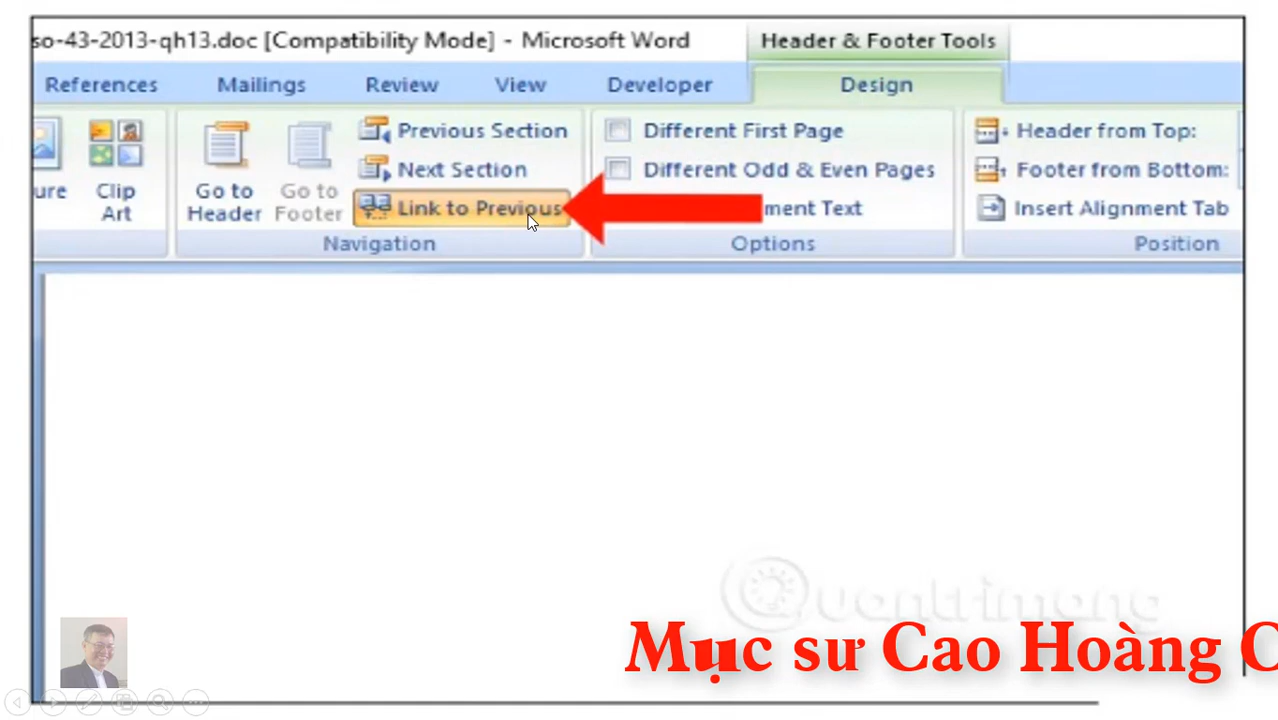 so-43-2013-qh13.doc [Compatibility Mode] - Microsoft Word
Header & Footer Tools
References Mailings Review View Developer Design
Clip Art
Go to Header
Go to Footer
Previous Section
Next Section
Link to Previous
Navigation
Different First Page
Different Odd & Even Pages
ment Text
Options
Header from Top:
Footer from Bottom:
Insert Alignment Tab
Position
Quantrimang
Mục sư Cao Hoàng C